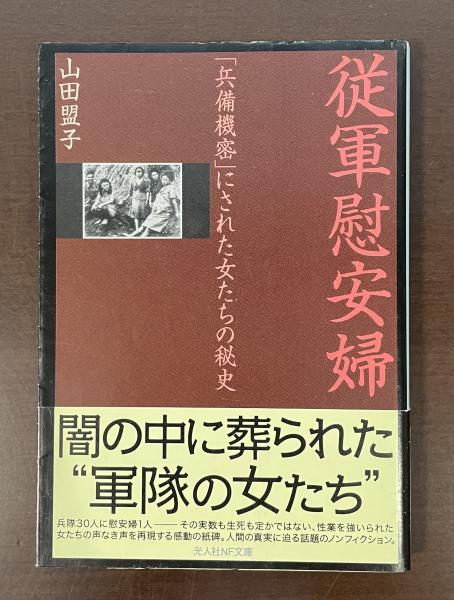 従軍慰安婦
「兵備機密」にされた女たちの秘史
山田盟子
闇の中に葬られた
“軍隊の女たち”
兵隊30人に慰安婦1人――その実数も生死も定かではない、性業を強いられた
女たちの声なき声を再現する感動の紙碑。人間の真実に迫る話題のノンフィクション。
光人社NF文庫